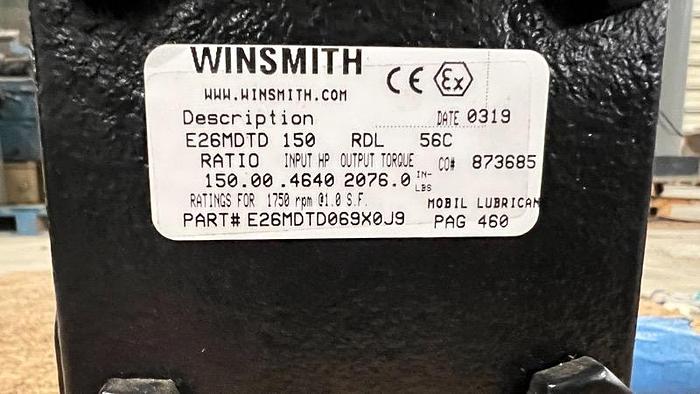 WINSMITH
CE Ex
WWW.WINSMITH.COM
Description DATE 0319
E26MDTD 150 RDL 56C
RATIO INPUT HP OUTPUT TORQUE CO# 873685
150.00 .4640 2076.0 IN-LBS
RATINGS FOR 1750 rpm @1.0 S.F. MOBIL LUBRICAN
PART# E26MDTD069X0J9 PAG 460